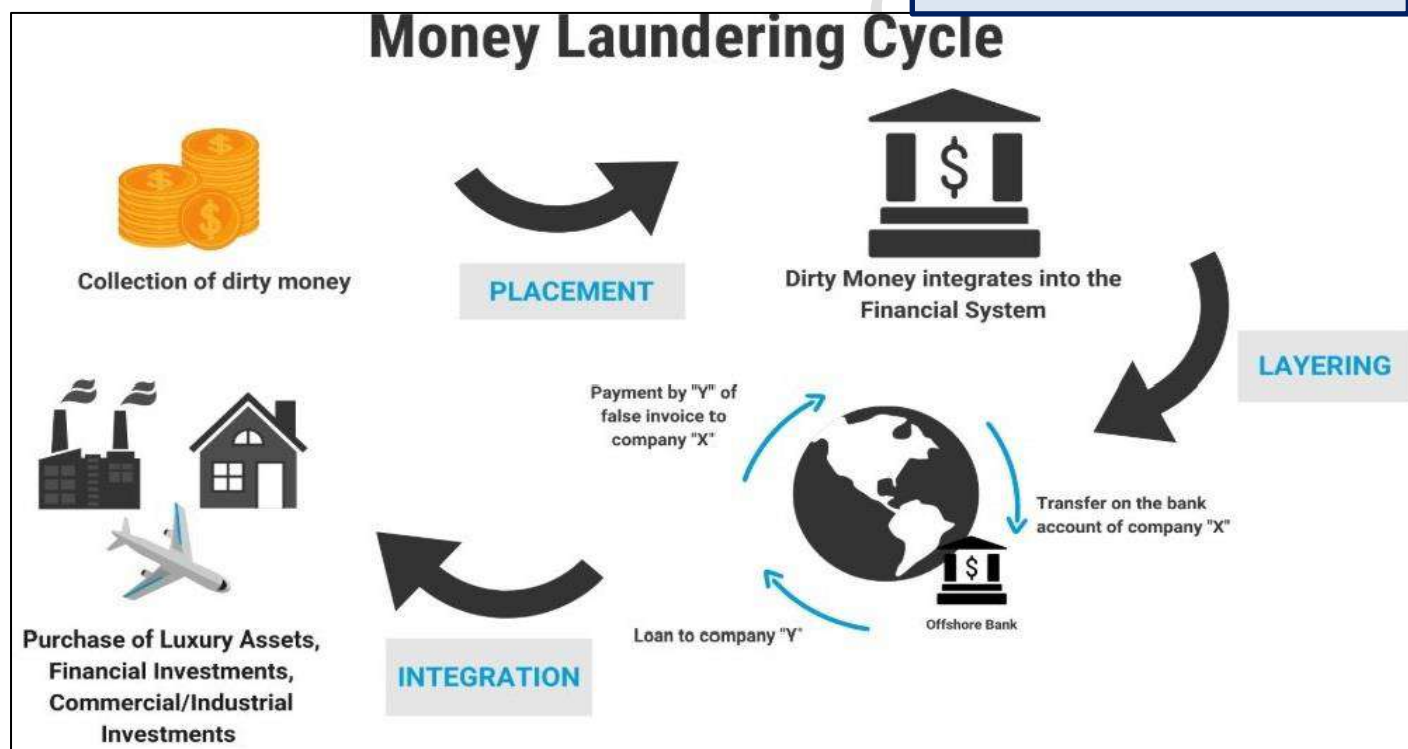 Money Laundering Cycle
Collection of dirty money
PLACEMENT
Dirty Money integrates into the
Financial System
LAYERING
Payment by "Y" of
false invoice to
company "X"
Transfer on the bank
account of company "X"
Offshore Bank
Loan to company "Y"
INTEGRATION
Purchase of Luxury Assets,
Financial Investments,
Commercial/Industrial
Investments